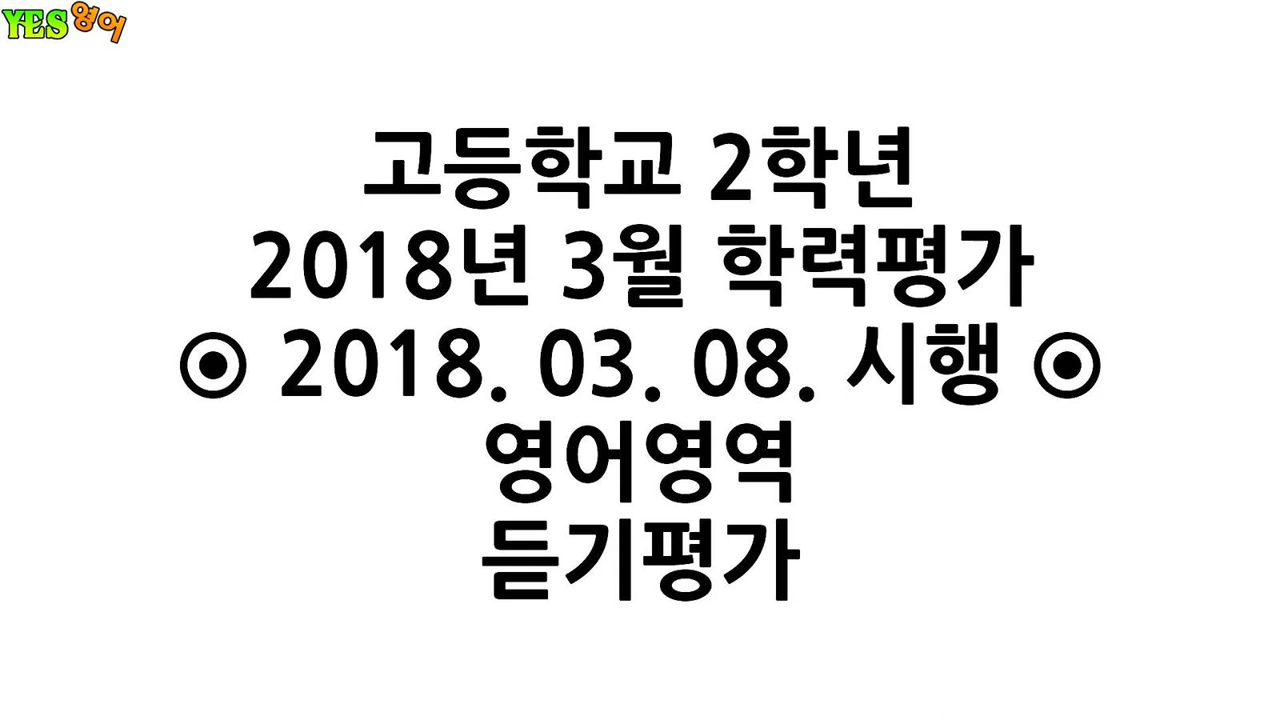 YES영어
고등학교 2학년
2018년 3월 학력평가
◉ 2018. 03. 08. 시행 ◉
영어영역
듣기평가